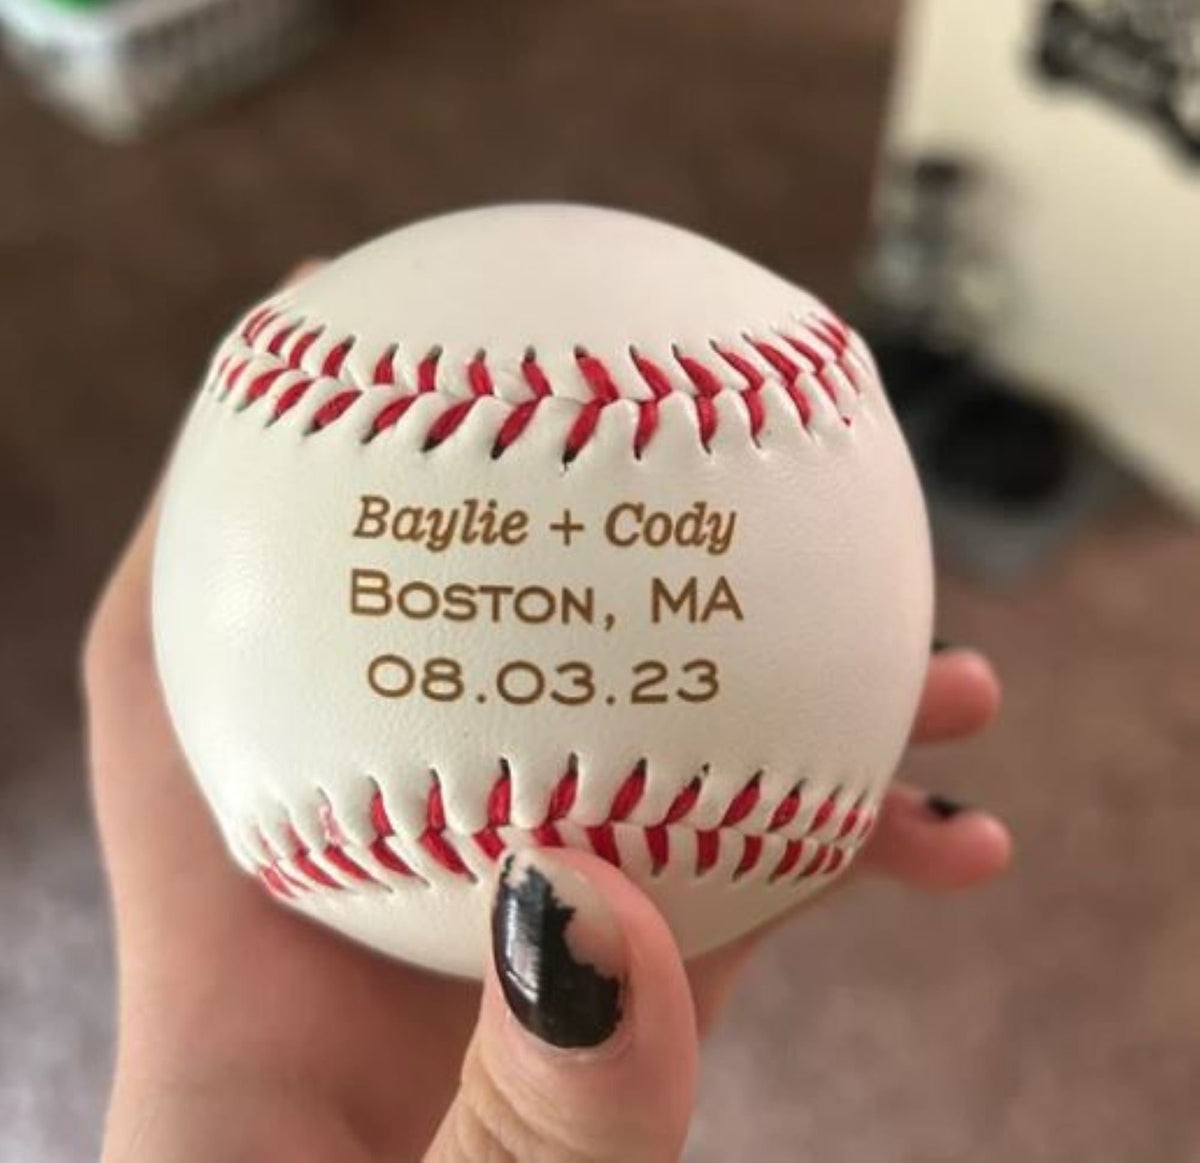 Baylie + Cody
BOSTON, MA
08.03.23